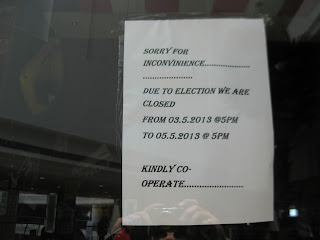 SORRY FOR
INCONVINIENCE..................
......................
DUE TO ELECTION WE ARE
CLOSED
FROM 03.5.2013 @5PM
TO 05.5.2013 @ 5PM
KINDLY CO-
OPERATE........................